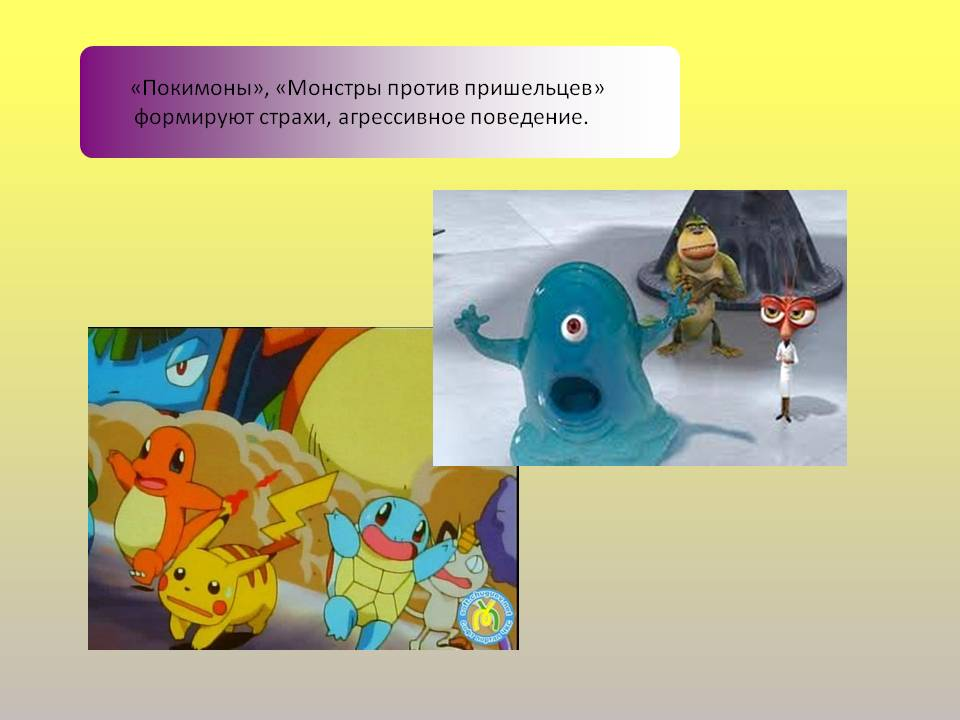 «Покимоны», «Монстры против пришельцев»
формируют страхи, агрессивное поведение.